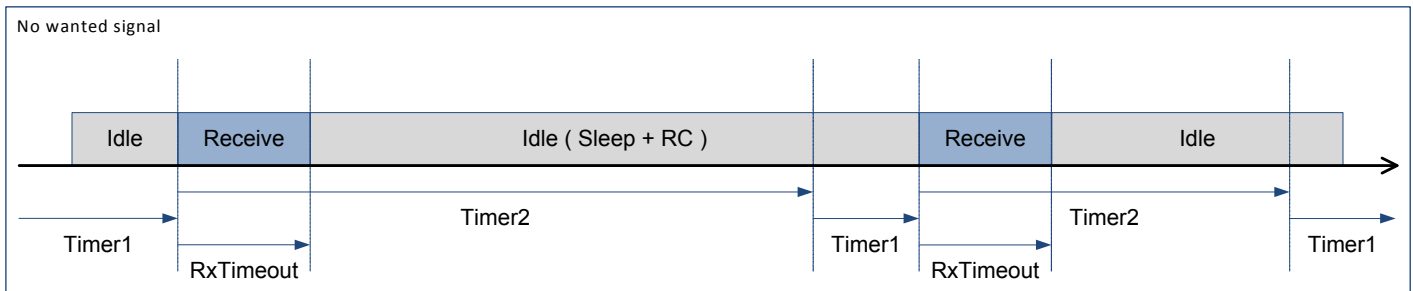 No wanted signal
Idle Receive Idle ( Sleep + RC ) Receive Idle
Timer2 Timer2
Timer1 Timer1 Timer1
RxTimeout RxTimeout